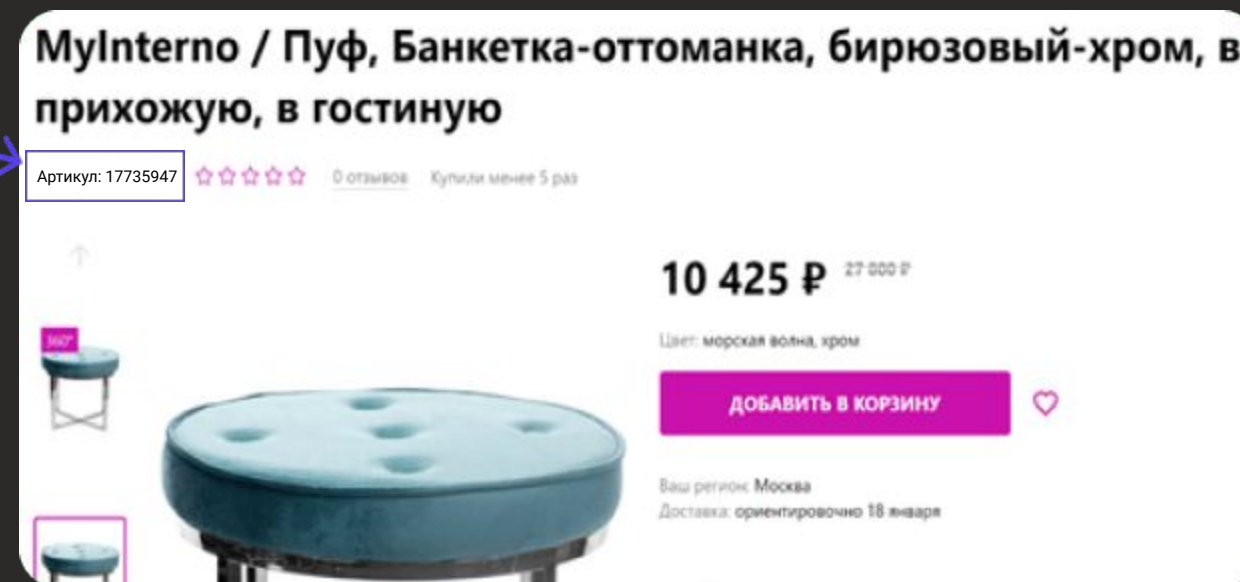 MyInterno / Пуф, Банкетка-оттоманка, бирюзовый-хром, в
прихожую, в гостиную
Артикул: 17735947
0 отзывов
Купили менее 5 раз
10 425 ₽
27 800 ₽
360°
Цвет: морская волна, хром
ДОБАВИТЬ В КОРЗИНУ
Ваш регион: Москва
Доставка: ориентировочно 18 января